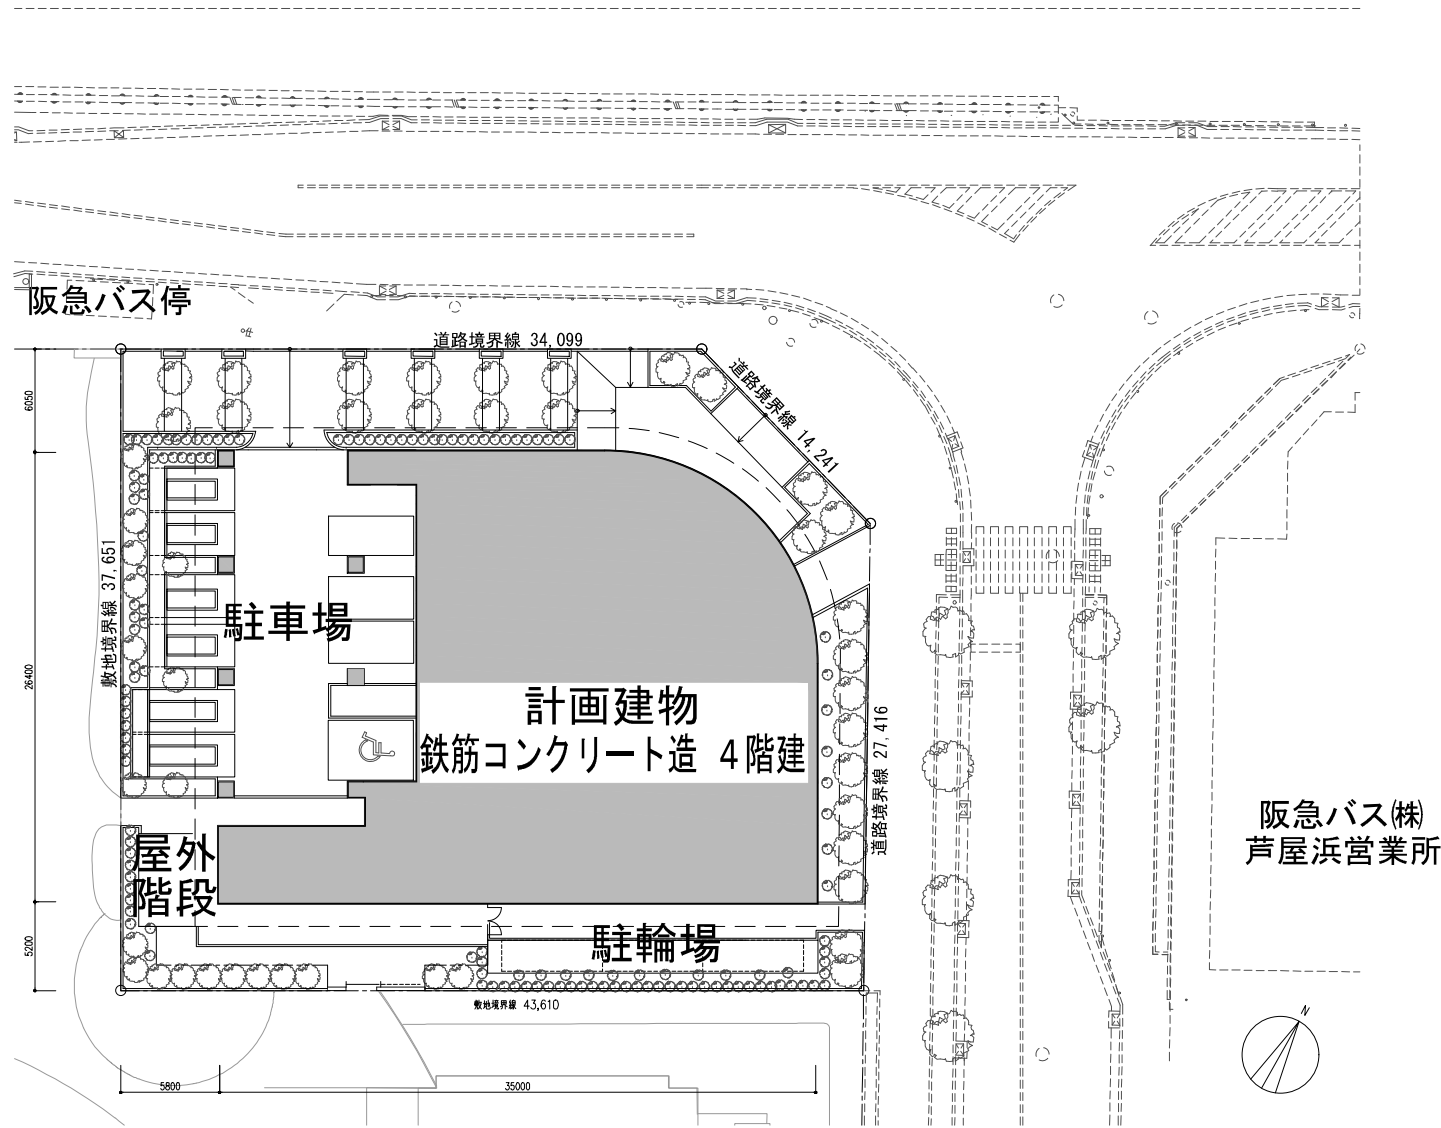 阪急バス停
道路境界線 34,099
道路境界線 14,241
6050
敷地境界線 37,651
26400
駐車場
計画建物
鉄筋コンクリート造 4階建
道路境界線 27,416
阪急バス㈱
芦屋浜営業所
屋外
階段
5200
駐輪場
敷地境界線 43,610
N
5800
35000